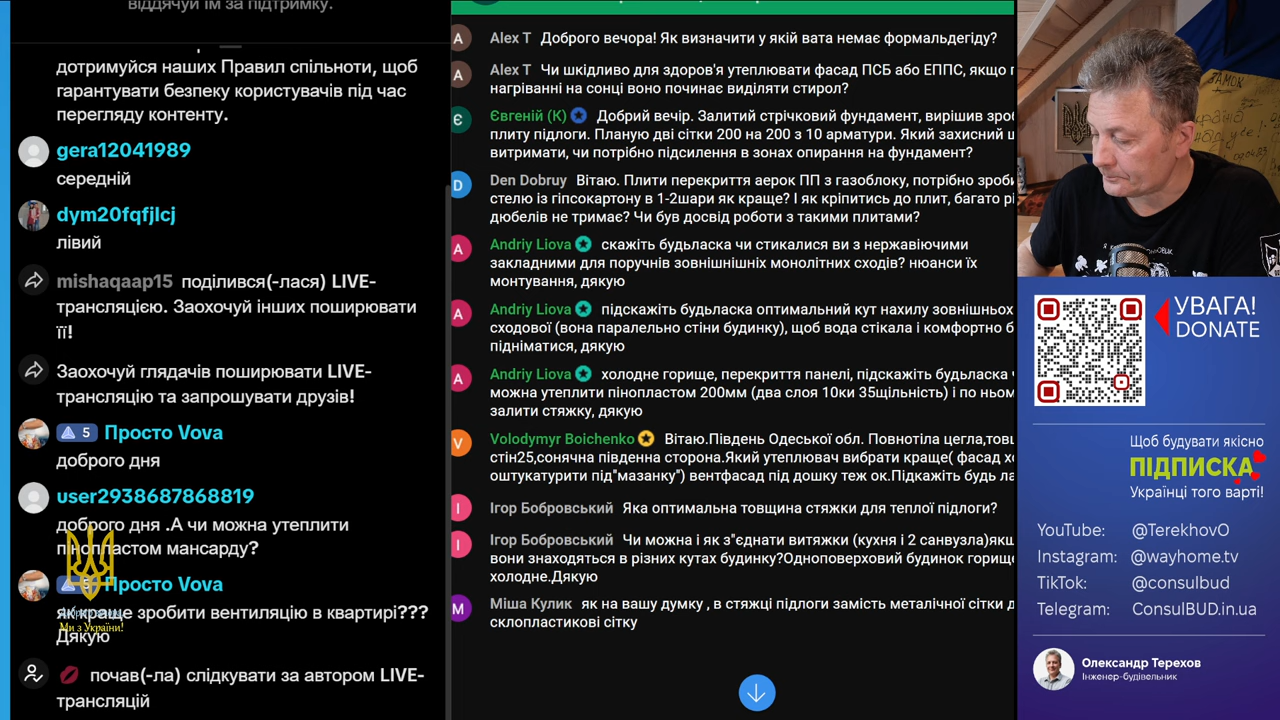 віддячуй їм за підтримку.
дотримуйся наших Правил спільноти, щоб
гарантувати безпеку користувачів під час
перегляду контенту.
gera12041989
середній
dym20fqfjlcj
лівий
mishaqaap15 поділився(-лася) LIVE-
трансляцією. Заохочуй інших поширювати
її!
Заохочуй глядачів поширювати LIVE-
трансляцію та запрошувати друзів!
5 Просто Vova
доброго дня
user2938687868819
доброго дня .А чи можна утеплити
пінопластом мансарду?
Просто Vova
як краще зробити вентиляцію в квартирі???
Дякую
Ми з України!
почав(-ла) слідкувати за автором LIVE-
трансляцій
A Alex T Доброго вечора! Як визначити у якій вата немає формальдегіду?
A Alex T Чи шкідливо для здоров'я утеплювати фасад ПСБ або ЕППС, якщо
нагріванні на сонці воно починає виділяти стирол?
Є Євгеній (К) Добрий вечір. Залитий стрічковий фундамент, вирішив зроб
плиту підлоги. Планую дві сітки 200 на 200 з 10 арматури. Який захисний
витримати, чи потрібно підсилення в зонах опирання на фундамент?
D Den Dobruy Вітаю. Плити перекриття аерок ПП з газоблоку, потрібно зроби
стелю із гіпсокартону в 1-2шари як краще? І як кріпитись до плит, багато рі
дюбелів не тримає? Чи був досвід роботи з такими плитами?
A Andriy Liova скажіть будьласка чи стикалися ви з нержавіючими
закладними для поручнів зовнішнішніх монолітних сходів? нюанси їх
монтування, дякую
A Andriy Liova підскажіть будьласка оптимальний кут нахилу зовнішньох
сходової (вона паралельно стіни будинку), щоб вода стікала і комфортно б
підніматися, дякую
A Andriy Liova холодне горище, перекриття панелі, підскажіть будьласка
можна утеплити пінопластом 200мм (два слоя 10ки 35щільність) і по ньом
залити стяжку, дякую
V Volodymyr Boichenko Вітаю.Південь Одеської обл. Повнотіла цегла,товщ
стін25,сонячна південна сторона.Який утеплювач вибрати краще( фасад хо
оштукатурити під"мазанку") вентфасад під дошку теж ок.Підкажіть будь ла
І Ігор Бобровський Яка оптимальна товщина стяжки для теплої підлоги?
І Ігор Бобровський Чи можна і як з"єднати витяжки (кухня і 2 санвузла)якщ
вони знаходяться в різних кутах будинку?Одноповерховий будинок горищ
холодне.Дякую
М Міша Кулик як на вашу думку , в стяжці підлоги замість металічної сітки д
склопластикові сітку
ЗАМОК
УВАГА!
DONATE
Щоб будувати якісно
ПІДПИСКА
Українці того варті!
YouTube: @TerekhovO
Instagram: @wayhome.tv
TikTok: @consulbud
Telegram: ConsulBUD.in.ua
Олександр Терехов
Інженер-будівельник